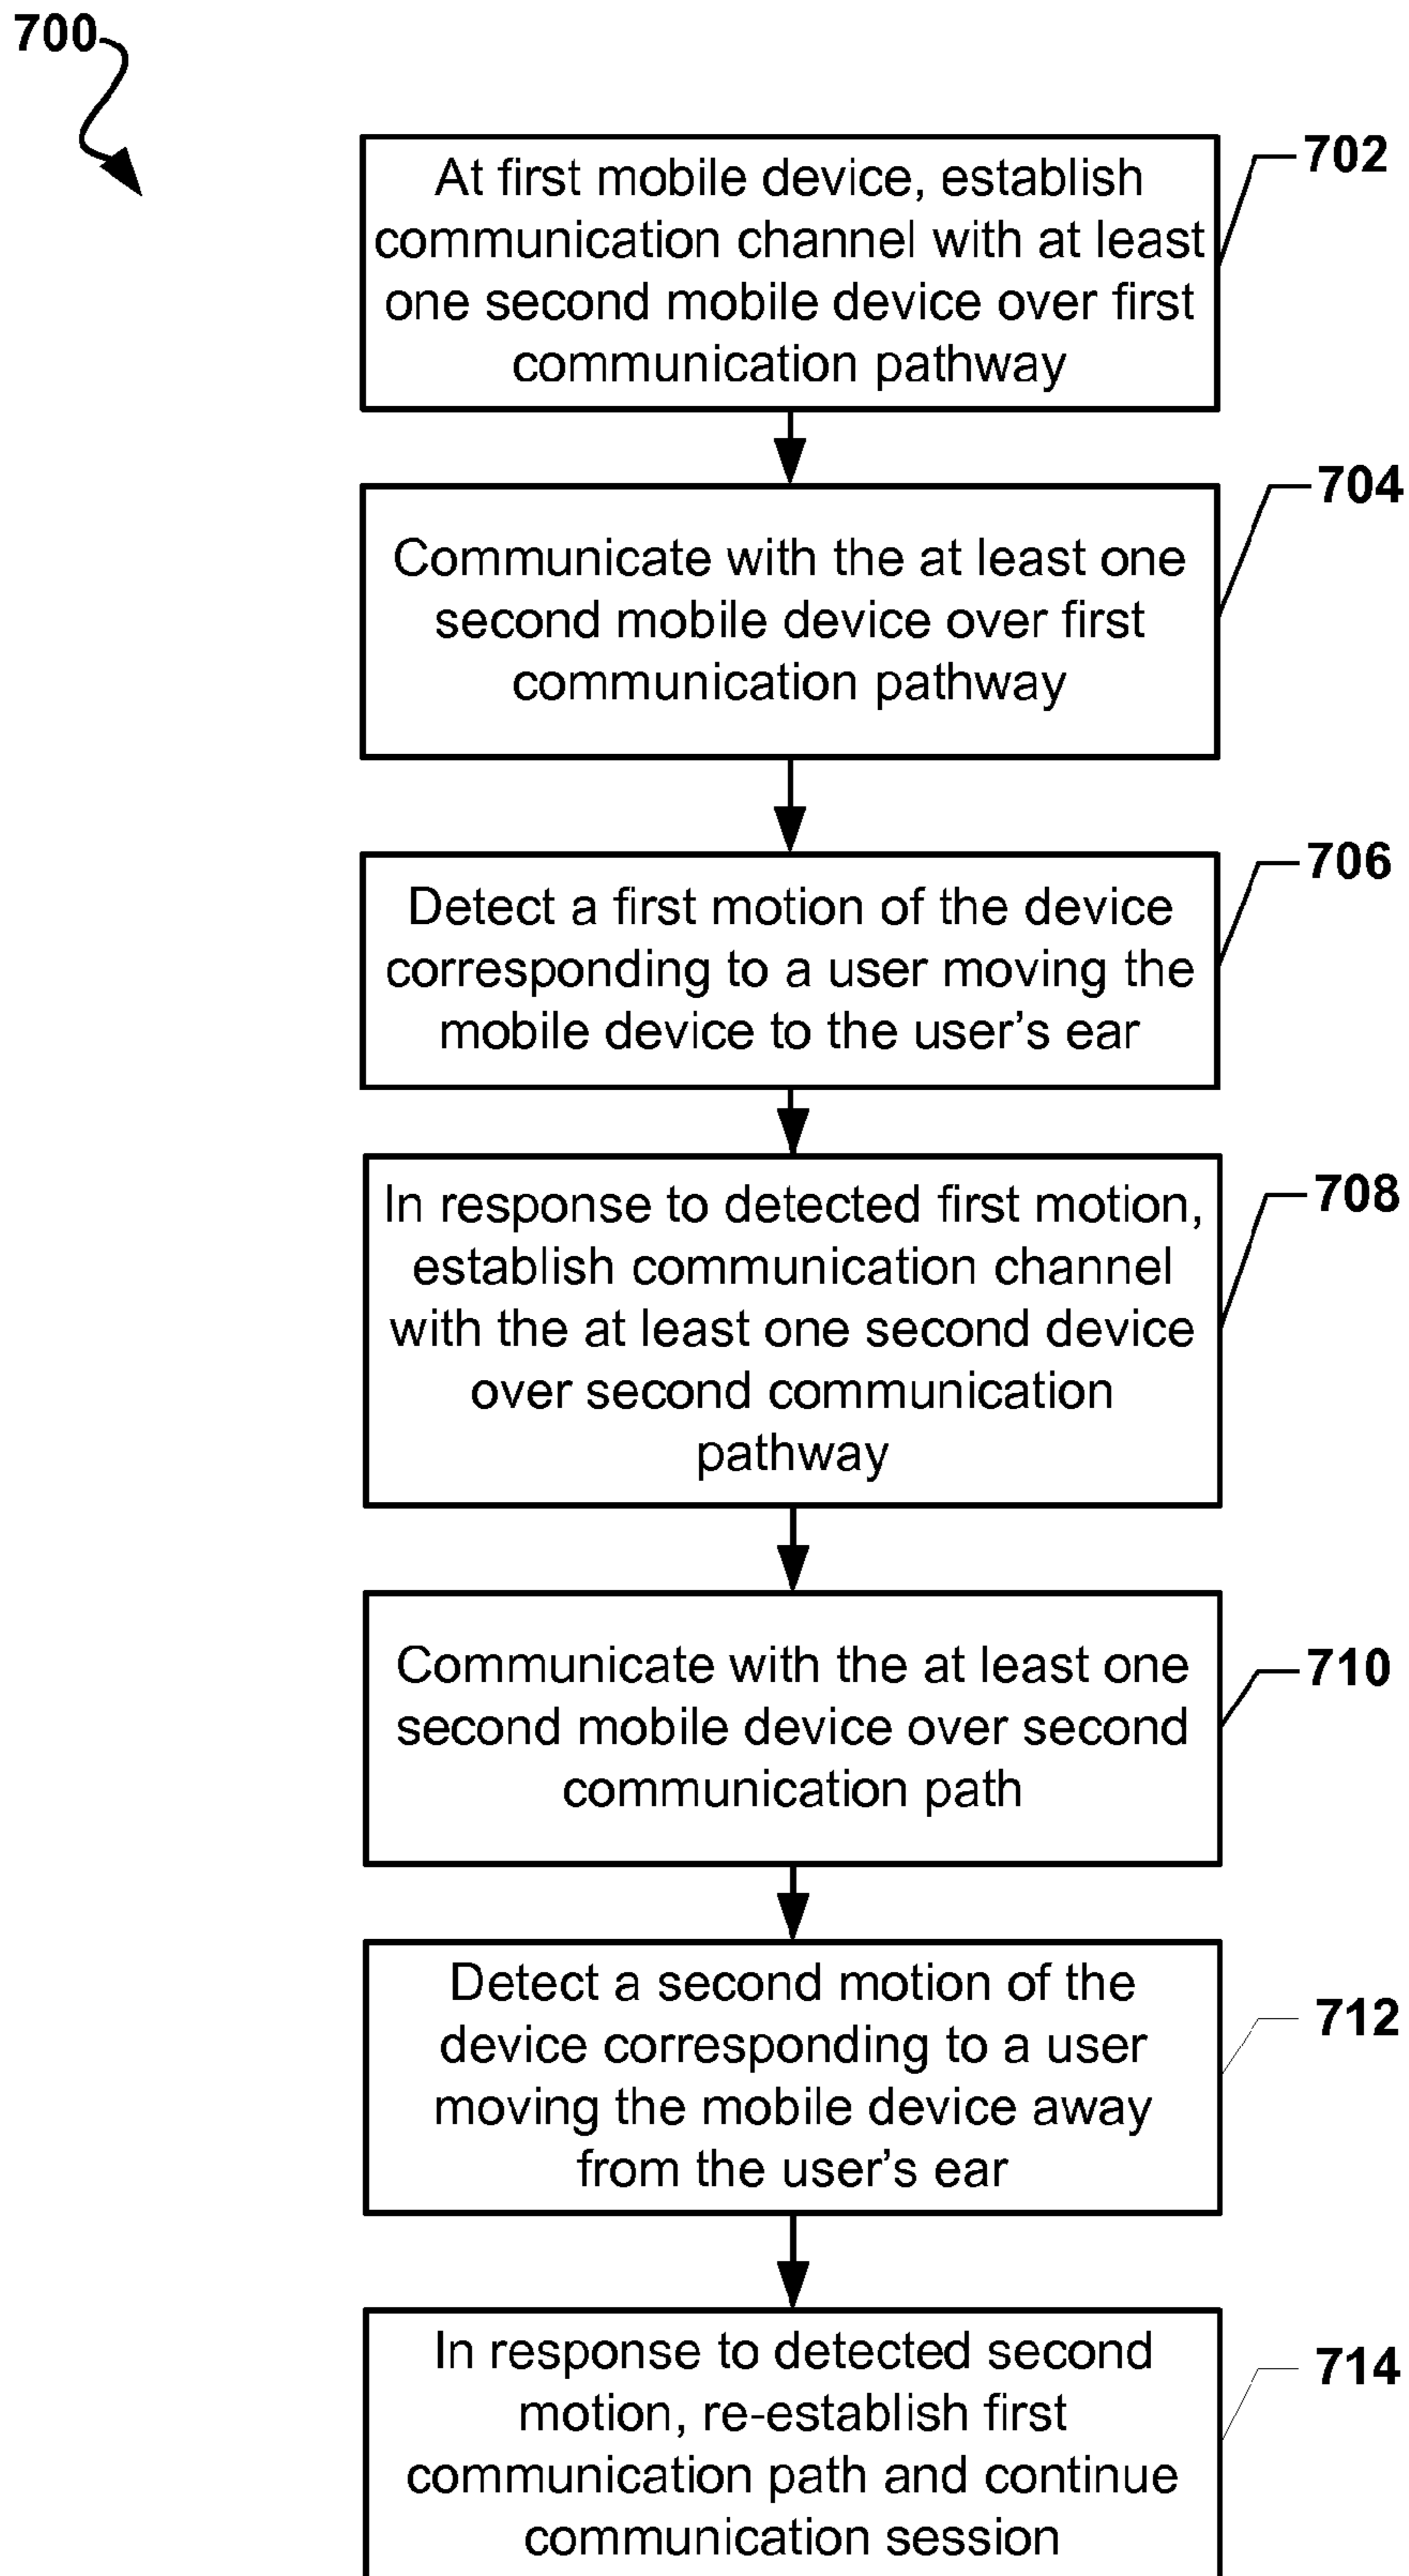 700
At first mobile device, establish
communication channel with at least
one second mobile device over first
communication pathway
702
Communicate with the at least one
second mobile device over first
communication pathway
704
Detect a first motion of the device
corresponding to a user moving the
mobile device to the user’s ear
706
In response to detected first motion,
establish communication channel
with the at least one second device
over second communication
pathway
708
Communicate with the at least one
second mobile device over second
communication path
710
Detect a second motion of the
device corresponding to a user
moving the mobile device away
from the user’s ear
712
In response to detected second
motion, re-establish first
communication path and continue
communication session
714